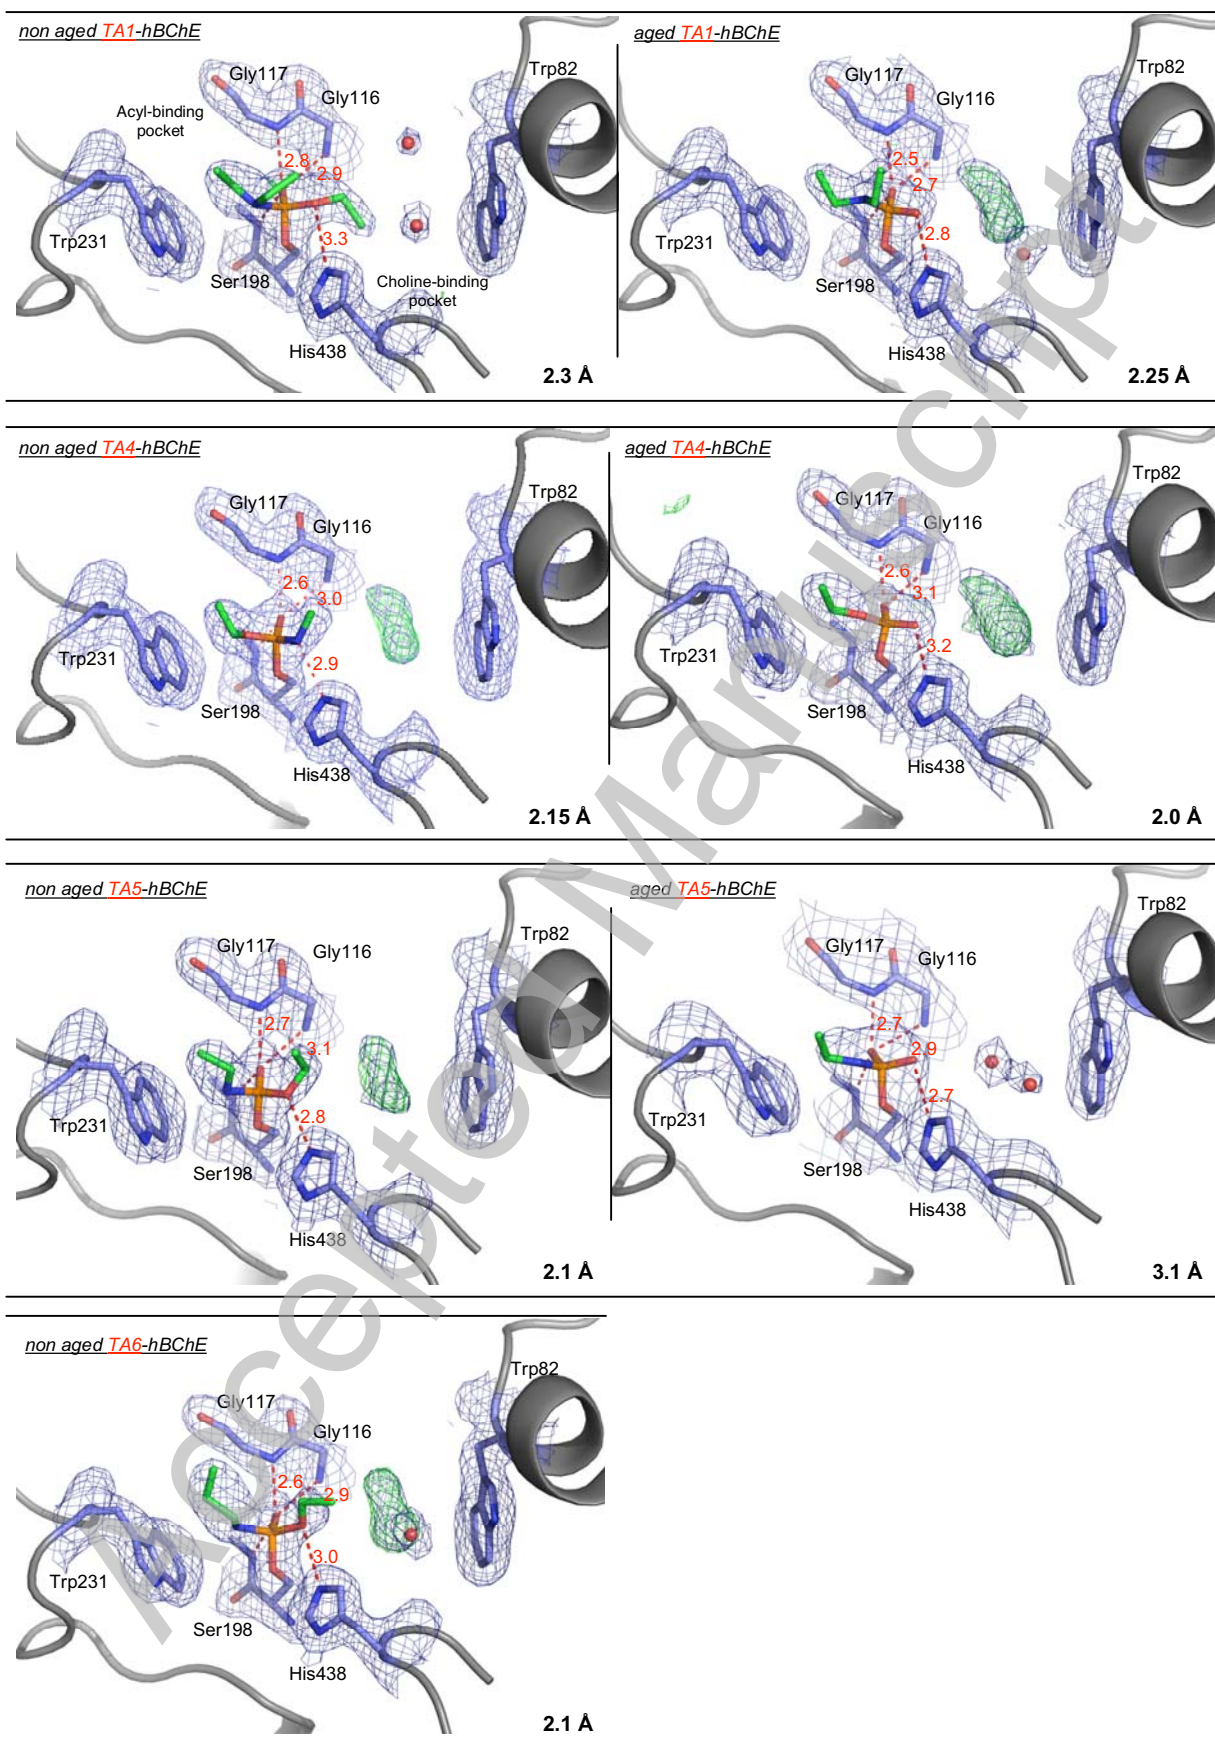 non aged TA1-hBChE
Gly117
Gly116
Trp82
Acyl-binding
pocket
2.8
2.9
3.3
Trp231
Ser198
Choline-binding
pocket
His438
2.3 Å
aged TA1-hBChE
Trp82
Gly117
Gly116
2.5
2.7
2.8
Trp231
Ser198
His438
2.25 Å
non aged TA4-hBChE
Trp82
Gly117
Gly116
2.6
3.0
2.9
Trp231
Ser198
His438
2.15 Å
aged TA4-hBChE
Trp82
Gly117
Gly116
2.6
3.1
3.2
Trp231
Ser198
His438
2.0 Å
non aged TA5-hBChE
Trp82
Gly117
Gly116
2.7
3.1
2.8
Trp231
Ser198
His438
2.1 Å
aged TA5-hBChE
Trp82
Gly117
Gly116
2.7
2.9
2.7
Trp231
Ser198
His438
3.1 Å
non aged TA6-hBChE
Trp82
Gly117
Gly116
2.6
2.9
3.0
Trp231
Ser198
His438
2.1 Å
Accepted Manuscript